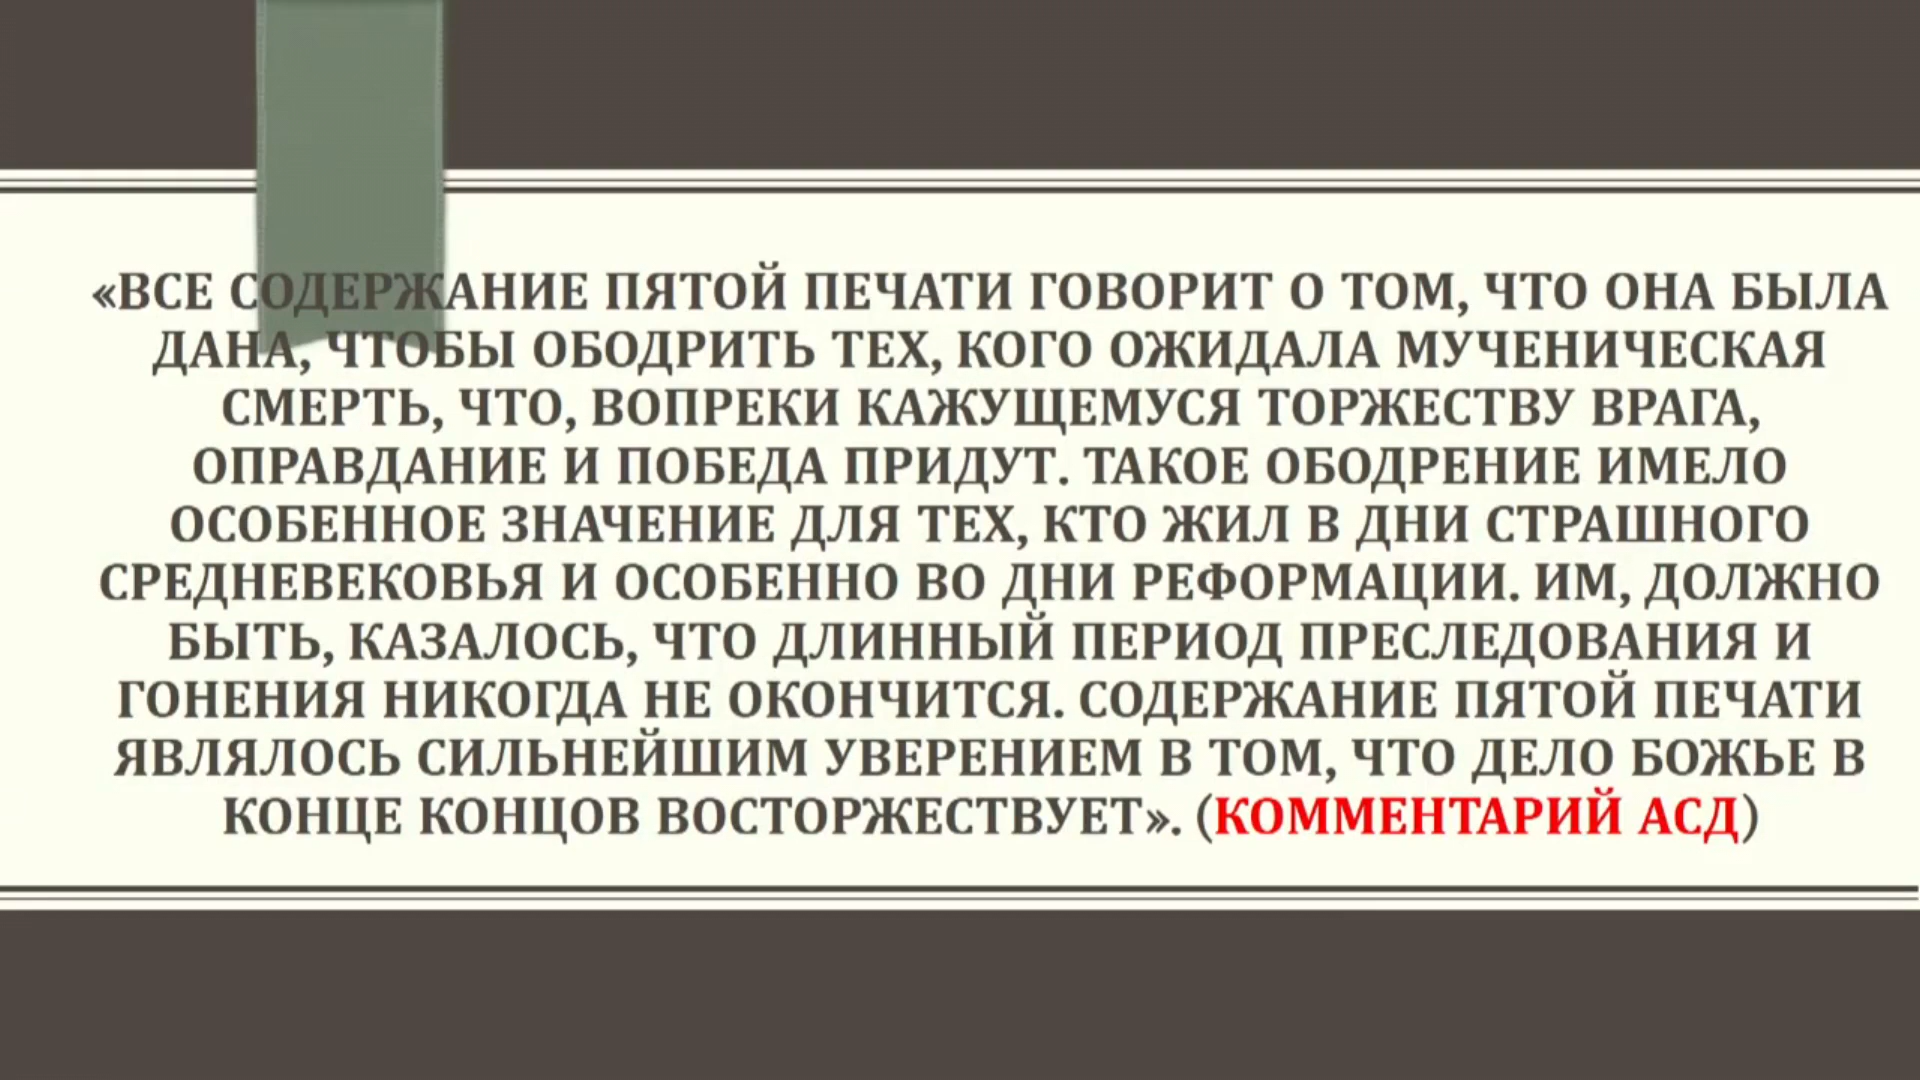 «ВСЕ СОДЕРЖАНИЕ ПЯТОЙ ПЕЧАТИ ГОВОРИТ О ТОМ, ЧТО ОНА БЫЛА
ДАНА, ЧТОБЫ ОБОДРИТЬ ТЕХ, КОГО ОЖИДАЛА МУЧЕНИЧЕСКАЯ
СМЕРТЬ, ЧТО, ВОПРЕКИ КАЖУЩЕМУСЯ ТОРЖЕСТВУ ВРАГА,
ОПРАВДАНИЕ И ПОБЕДА ПРИДУТ. ТАКОЕ ОБОДРЕНИЕ ИМЕЛО
ОСОБЕННОЕ ЗНАЧЕНИЕ ДЛЯ ТЕХ, КТО ЖИЛ В ДНИ СТРАШНОГО
СРЕДНЕВЕКОВЬЯ И ОСОБЕННО ВО ДНИ РЕФОРМАЦИИ. ИМ, ДОЛЖНО
БЫТЬ, КАЗАЛОСЬ, ЧТО ДЛИННЫЙ ПЕРИОД ПРЕСЛЕДОВАНИЯ И
ГОНЕНИЯ НИКОГДА НЕ ОКОНЧИТСЯ. СОДЕРЖАНИЕ ПЯТОЙ ПЕЧАТИ
ЯВЛЯЛОСЬ СИЛЬНЕЙШИМ УВЕРЕНИЕМ В ТОМ, ЧТО ДЕЛО БОЖЬЕ В
КОНЦЕ КОНЦОВ ВОСТОРЖЕСТВУЕТ». (КОММЕНТАРИЙ АСД)